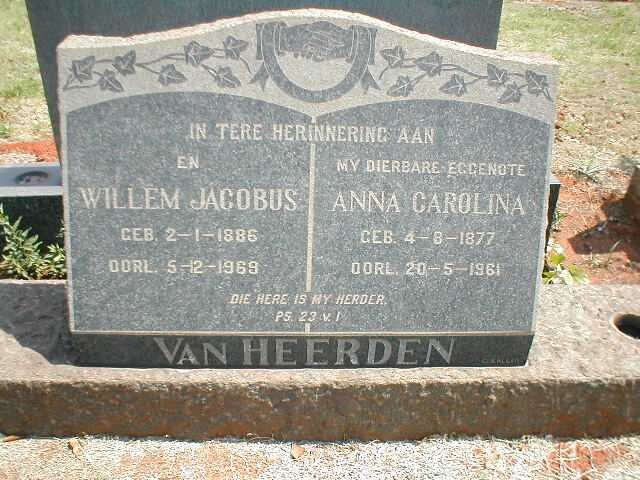 IN TERE HERINNERING AAN
EN
WILLEM JACOBUS
GEB. 2-1-1886
OORL. 5-12-1969
MY DIERBARE EGGENOTE
ANNA CAROLINA
GEB. 4-8-1877
OORL. 20-5-1961
DIE HERE IS MY HERDER.
PS. 23 v. 1
VAN HEERDEN